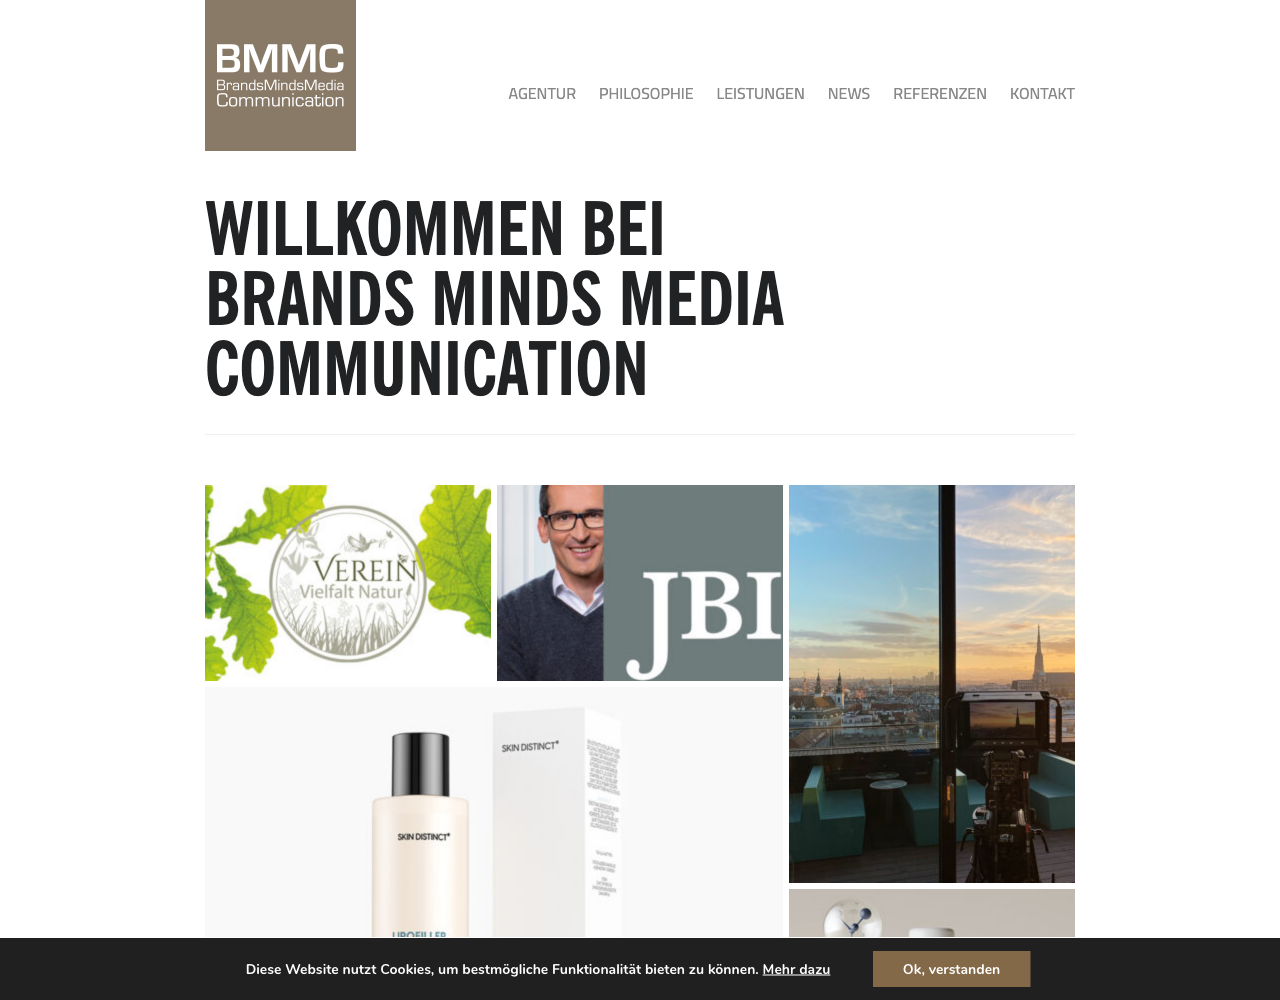 BMMC
BrandsMindsMedia
Communication
AGENTUR PHILOSOPHIE LEISTUNGEN NEWS REFERENZEN KONTAKT
WILLKOMMEN BEI
BRANDS MINDS MEDIA
COMMUNICATION
VEREIN
Vielfalt Natur
JBI
SKIN DISTINCT
SKIN DISTINCT
LIPOFILLER
Diese Website nutzt Cookies, um bestmögliche Funktionalität bieten zu können. Mehr dazu
Ok, verstanden